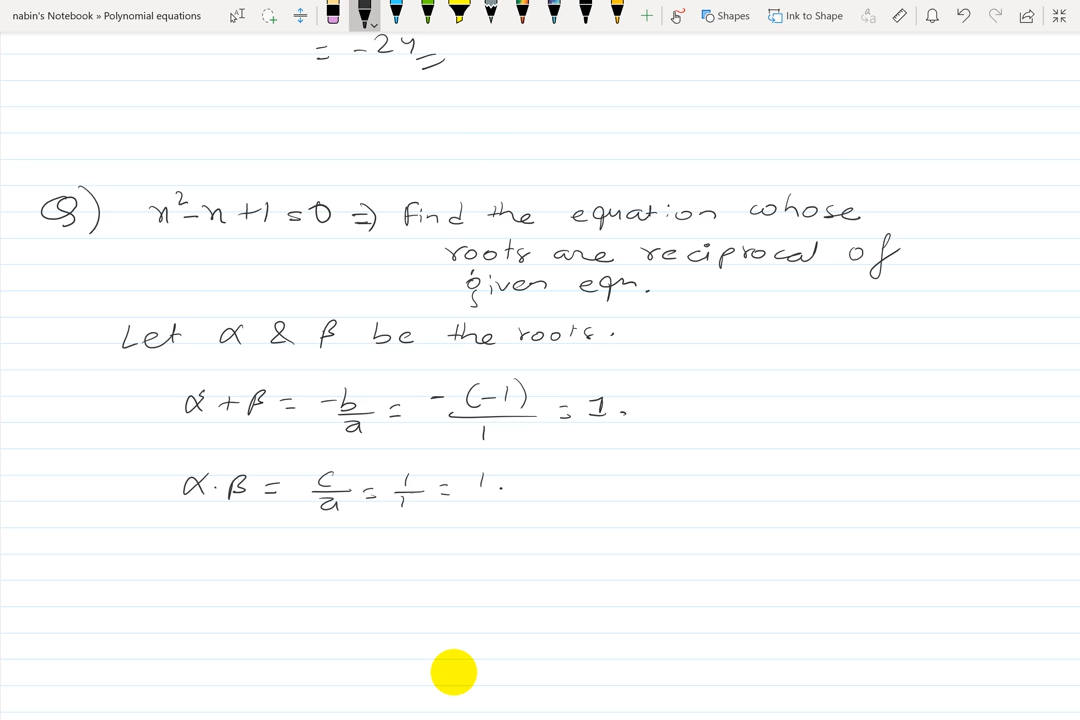 nabin's Notebook » Polynomial equations
Shapes
Ink to Shape
= -24
Q) x²-x+1=0 ⇒ find the equation whose
roots are reciprocal of
given eqn.
Let α & β be the roots.
α + β = -b/a = -(-1)/1 = 1.
α·β = c/a = 1/1 = 1.